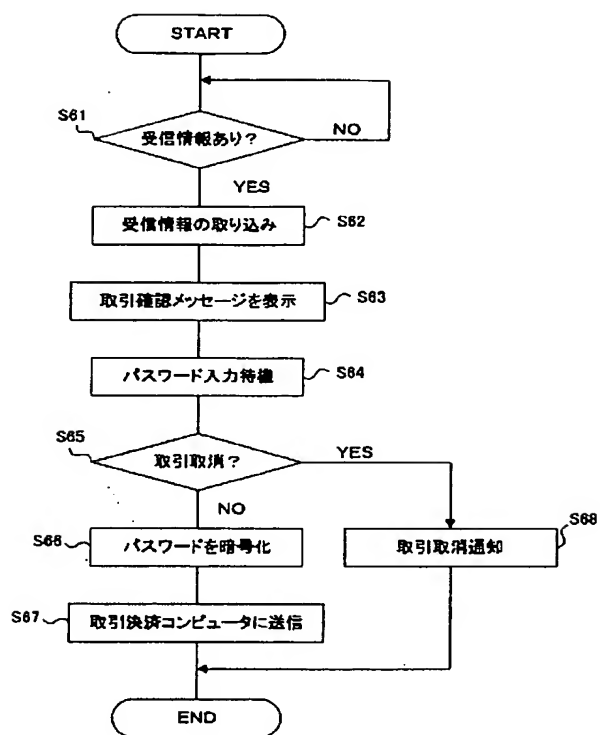 START
S61
受信情報あり?
NO
YES
受信情報の取り込み
S62
取引確認メッセージを表示
S63
パスワード入力待機
S64
S65
取引取消?
YES
NO
S66
パスワードを暗号化
取引取消通知
S68
S67
取引決済コンピュータに送信
END